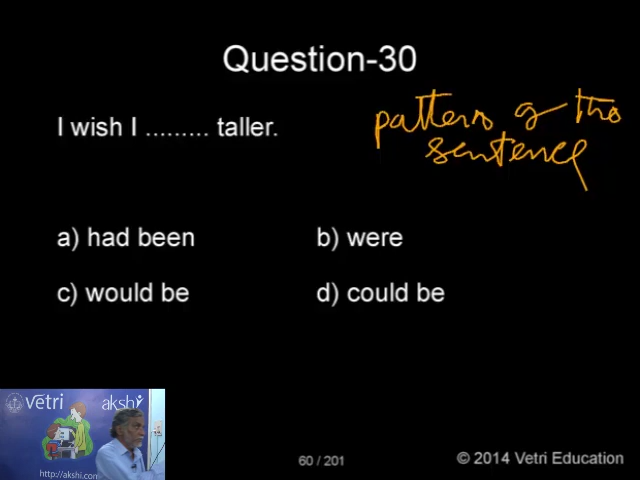 Question-30
I wish I ......... taller.
pattern of the
sentence
a) had been
b) were
c) would be
d) could be
vetri
akshi
http://akshi.com
60 / 201
© 2014 Vetri Education